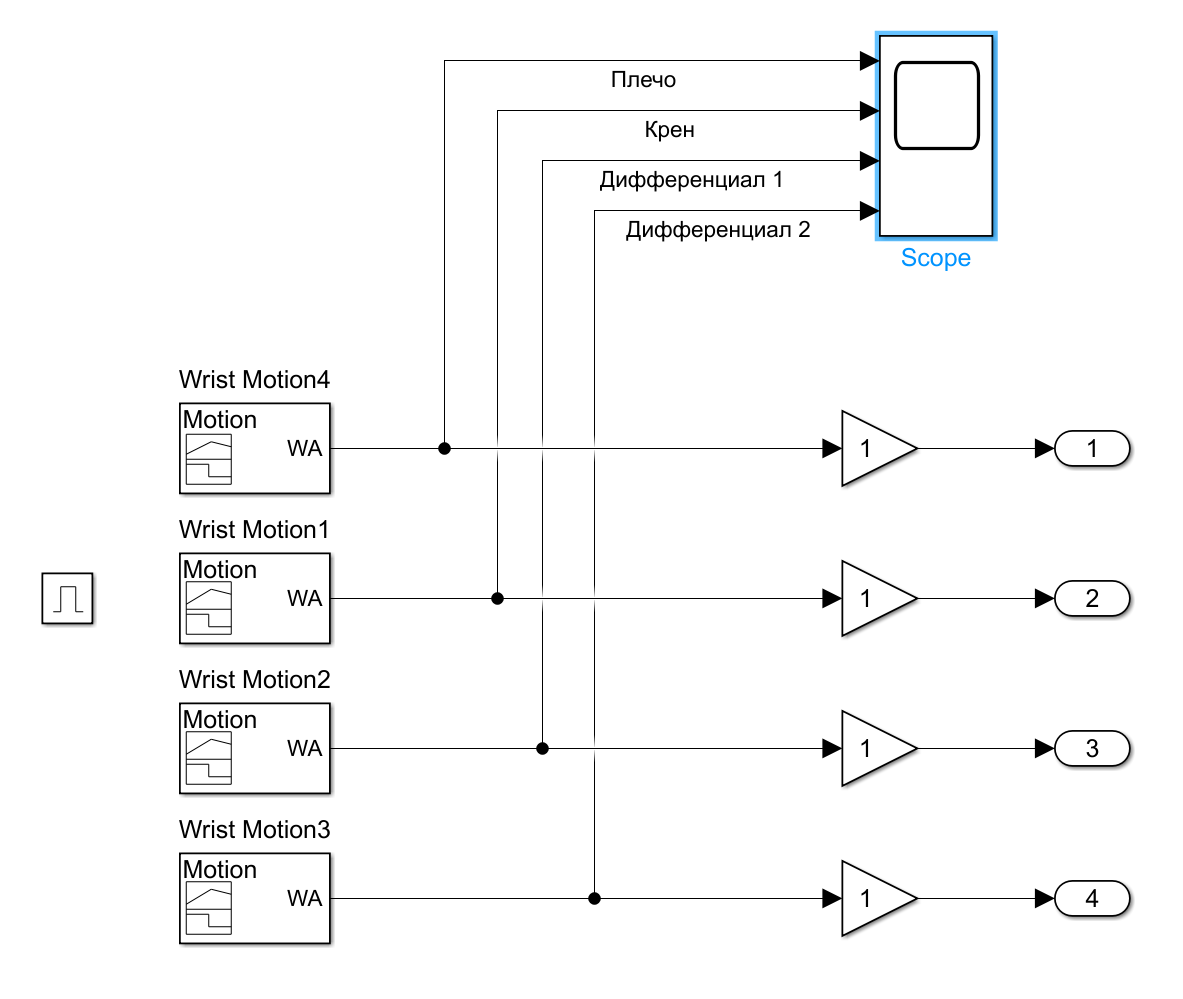 Плечо
Крен
Дифференциал 1
Дифференциал 2
Scope
Wrist Motion4
Motion
WA
1
1
Wrist Motion1
Motion
WA
1
2
Wrist Motion2
Motion
WA
1
3
Wrist Motion3
Motion
WA
1
4